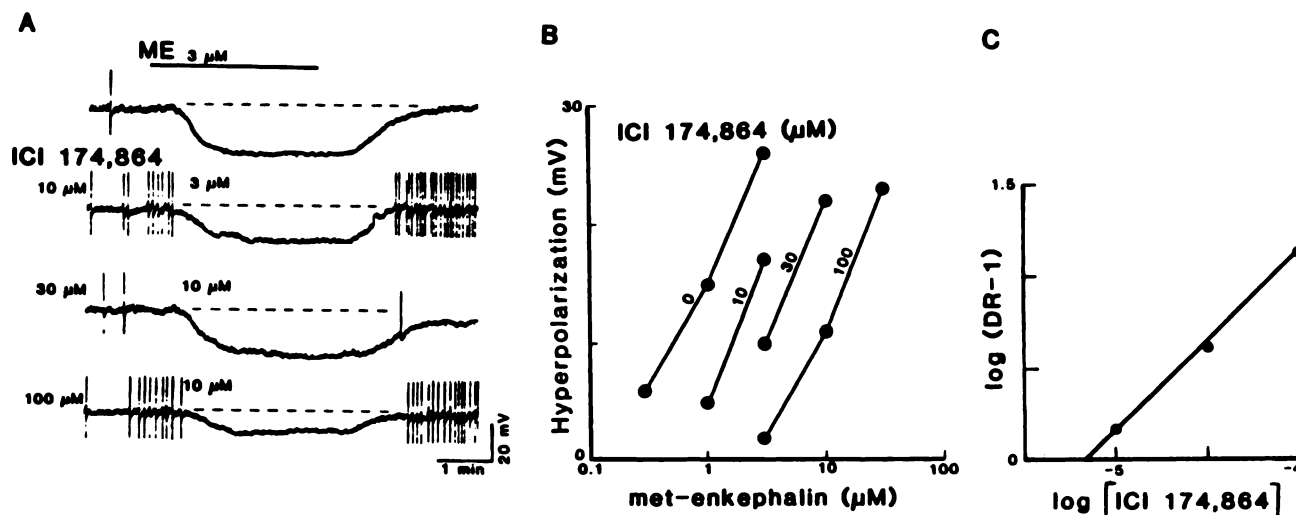 A
ME 3 μM
ICI 174,864
10 μM
3 μM
30 μM
10 μM
100 μM
10 μM
20 mV
1 min
B
30
ICI 174,864 (μM)
Hyperpolarization (mV)
0
10
30
100
0
0.1
1
10
100
met-enkephalin (μM)
C
1.5
log (DR-1)
0
-5
-4
log [ICI 174,864]